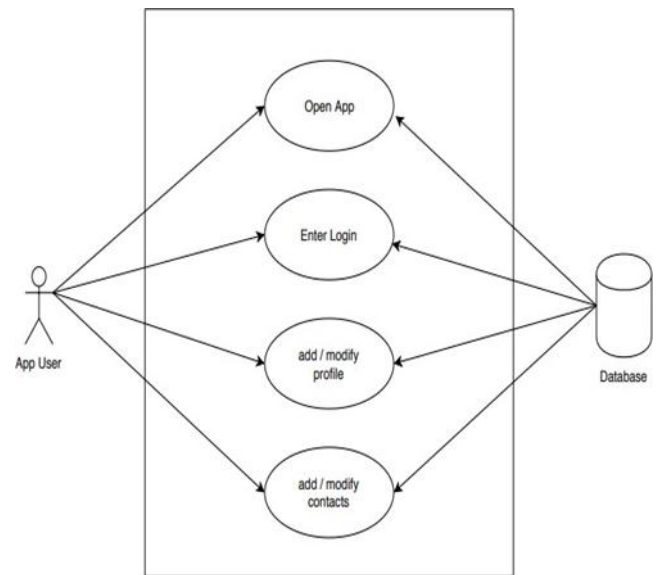 Open App
Enter Login
App User
add / modify
profile
Database
add / modify
contacts